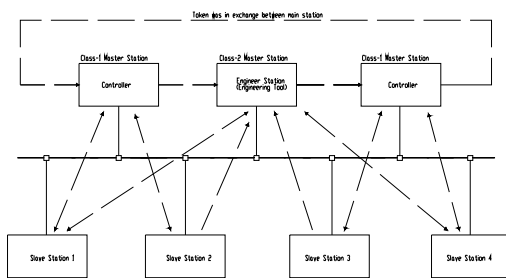 Token was in exchange between main station
Class-1 Master Station
Class-2 Master Station
Class-1 Master Station
Controller
Engineer Station
(Engineering Tool)
Controller
Slave Station 1
Slave Station 2
Slave Station 3
Slave Station 4